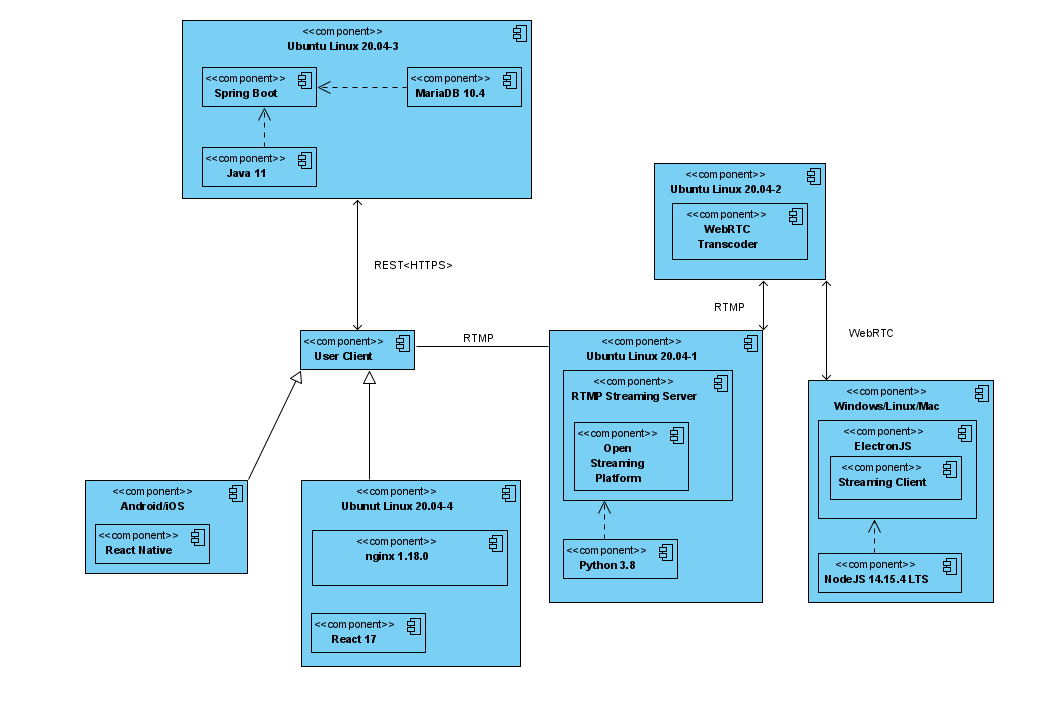 <<component>>
Ubuntu Linux 20.04-3
<<component>>
Spring Boot
<<component>>
MariaDB 10.4
<<component>>
Java 11
<<component>>
Ubuntu Linux 20.04-2
<<component>>
WebRTC
Transcoder
REST<HTTPS>
RTMP
WebRTC
<<component>>
User Client
RTMP
<<component>>
Ubuntu Linux 20.04-1
<<component>>
RTMP Streaming Server
<<component>>
Open
Streaming
Platform
<<component>>
Python 3.8
<<component>>
Windows/Linux/Mac
<<component>>
ElectronJS
<<component>>
Streaming Client
<<component>>
NodeJS 14.15.4 LTS
<<component>>
Android/iOS
<<component>>
React Native
<<component>>
Ubunut Linux 20.04-4
<<component>>
nginx 1.18.0
<<component>>
React 17